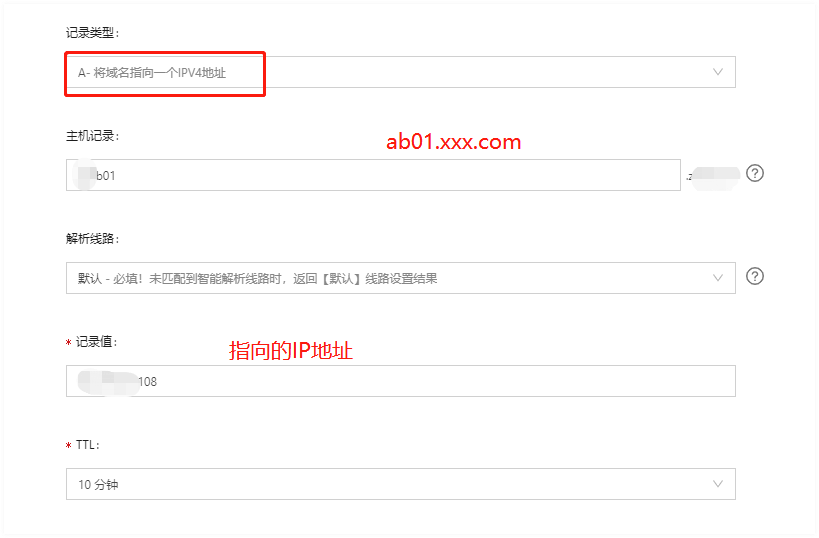 记录类型：
A- 将域名指向一个IPV4地址
主机记录：
ab01.xxx.com
b01
解析线路：
默认 - 必填！未匹配到智能解析线路时，返回【默认】线路设置结果
* 记录值：
指向的IP地址
108
* TTL：
10 分钟